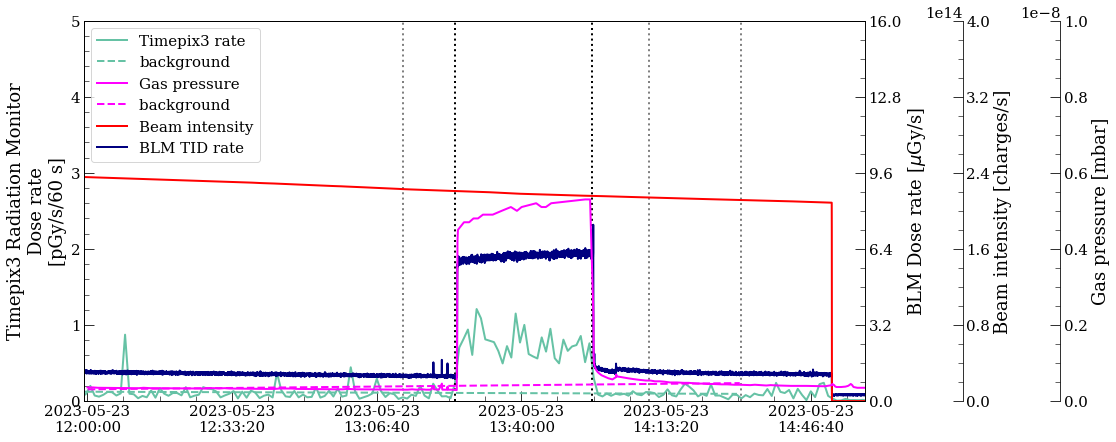 Timepix3 Radiation Monitor
Dose rate
[pGy/s/60 s]
5
4
3
2
1
0
Timepix3 rate
background
Gas pressure
background
Beam intensity
BLM TID rate
2023-05-23
12:00:00
2023-05-23
12:33:20
2023-05-23
13:06:40
2023-05-23
13:40:00
2023-05-23
14:13:20
2023-05-23
14:46:40
16.0
12.8
9.6
6.4
3.2
0.0
BLM Dose rate [μGy/s]
1e14
4.0
3.2
2.4
1.6
0.8
0.0
Beam intensity [charges/s]
1e−8
1.0
0.8
0.6
0.4
0.2
0.0
Gas pressure [mbar]